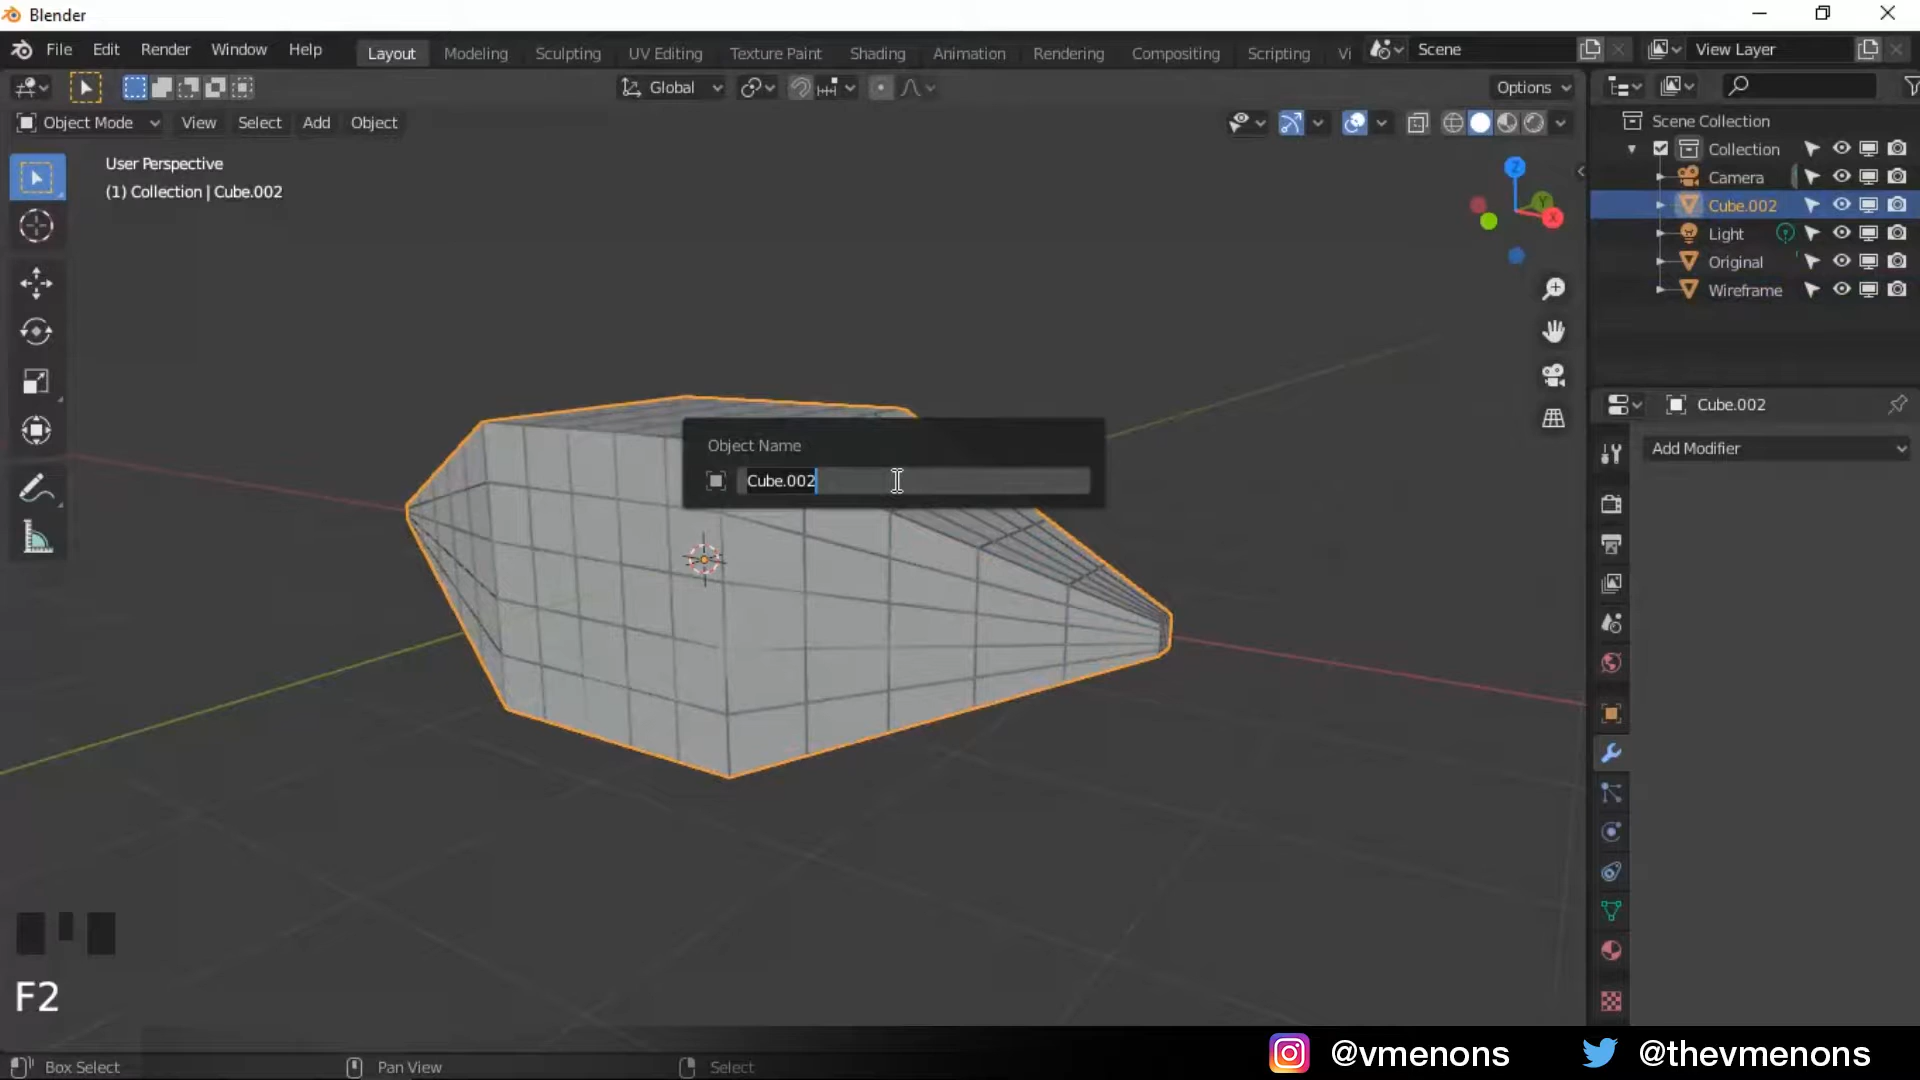 Blender
File Edit Render Window Help Layout Modeling Sculpting UV Editing Texture Paint Shading Animation Rendering Compositing Scripting Vi Scene View Layer
Global Options
Object Mode View Select Add Object
User Perspective
(1) Collection | Cube.002
Z
Y
X
Scene Collection
Collection
Camera
Cube.002
Light
Original
Wireframe
Cube.002
Add Modifier
Object Name
Cube.002
F2
Box Select Pan View Select
@vmenons @thevmenons